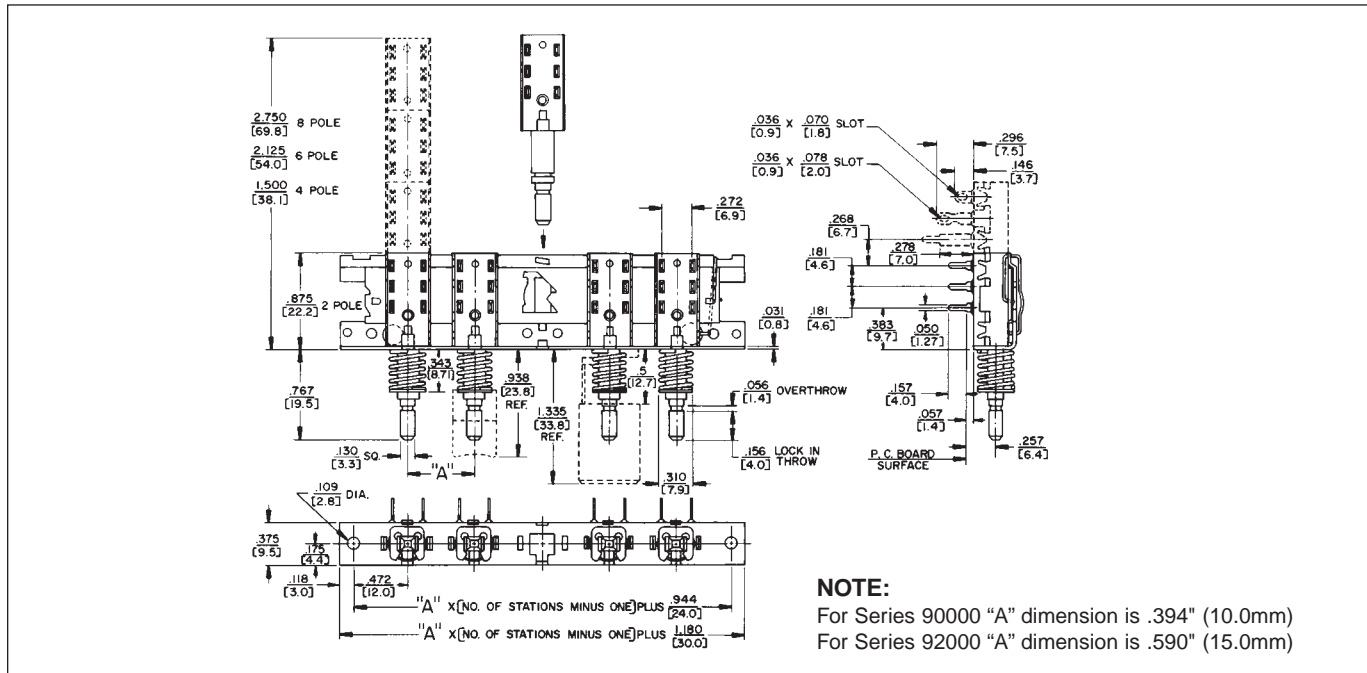 2.750
[69.8] 8 POLE
2.125
[54.0] 6 POLE
1.500
[38.1] 4 POLE
.036 X .070 SLOT
[0.9] [1.8]
.036 X .078 SLOT
[0.9] [2.0]
.296
[7.5]
.146
[3.7]
.272
[6.9]
.268
[6.7]
.278
[7.0]
.181
[4.6]
.181
[4.6]
.875
[22.2] 2 POLE
.031
[0.8]
.383
[9.7]
.050
[1.27]
.343
[8.71]
.767
[19.5]
.938
[23.8]
REF.
1.335
[33.8]
REF.
.5
[12.7]
.056
[1.4] OVERTHROW
.157
[4.0]
.057
[1.4]
.156 LOCK IN
[4.0] THROW
.130
[3.3] SQ.
"A"
.310
[7.9]
P.C. BOARD
SURFACE
.257
[6.4]
.109
[2.8] DIA.
.375
[9.5]
.175
[4.4]
.118
[3.0]
.472
[12.0]
"A" X [NO. OF STATIONS MINUS ONE] PLUS .944
[24.0]
"A" X [NO. OF STATIONS MINUS ONE] PLUS 1.180
[30.0]
NOTE:
For Series 90000 “A” dimension is .394" (10.0mm)
For Series 92000 “A” dimension is .590" (15.0mm)